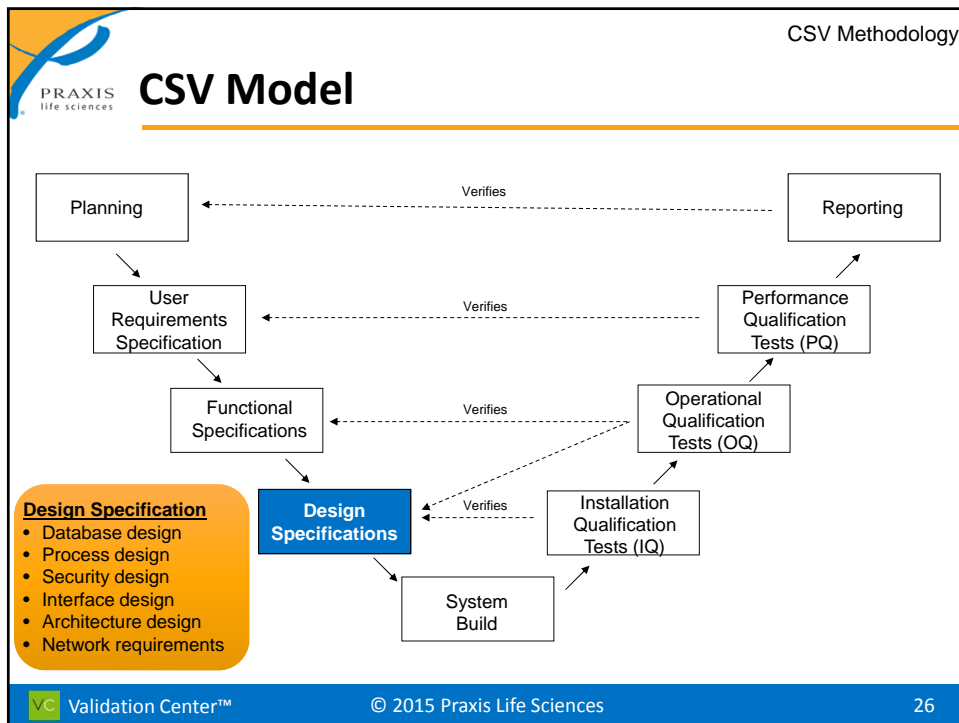 CSV Methodology
PRAXIS
life sciences
CSV Model
Planning
Verifies
Reporting
User
Requirements
Specification
Verifies
Performance
Qualification
Tests (PQ)
Functional
Specifications
Verifies
Operational
Qualification
Tests (OQ)
Design
Specifications
Verifies
Installation
Qualification
Tests (IQ)
System
Build
Design Specification
• Database design
• Process design
• Security design
• Interface design
• Architecture design
• Network requirements
VC Validation Center™
© 2015 Praxis Life Sciences
26